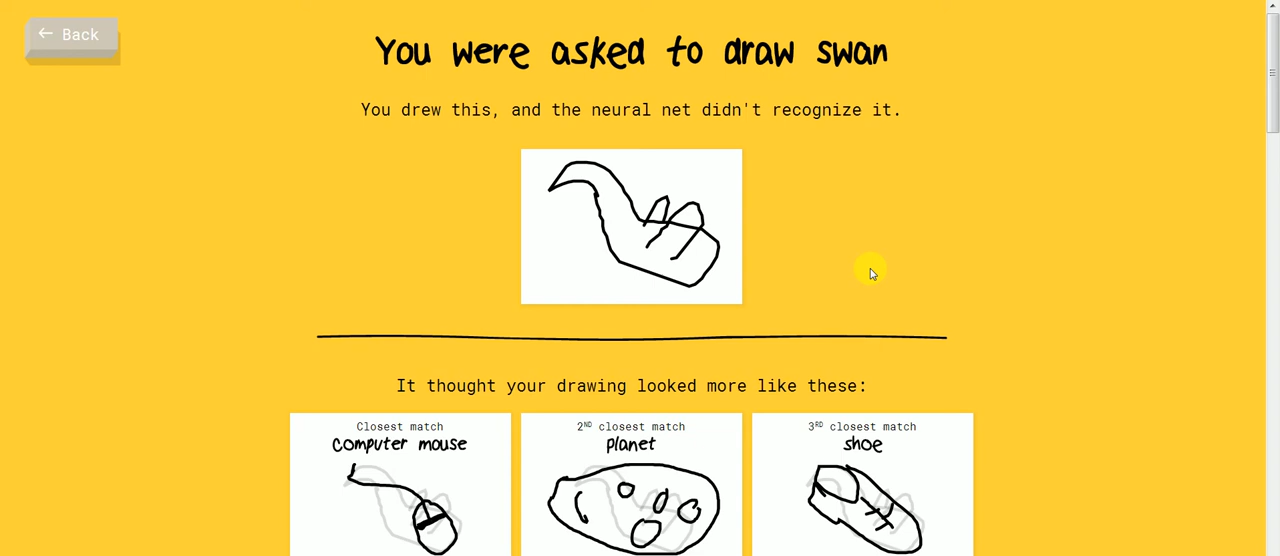 ← Back
You were asked to draw swan
You drew this, and the neural net didn't recognize it.
It thought your drawing looked more like these:
Closest match
computer mouse
2ND closest match
planet
3RD closest match
shoe